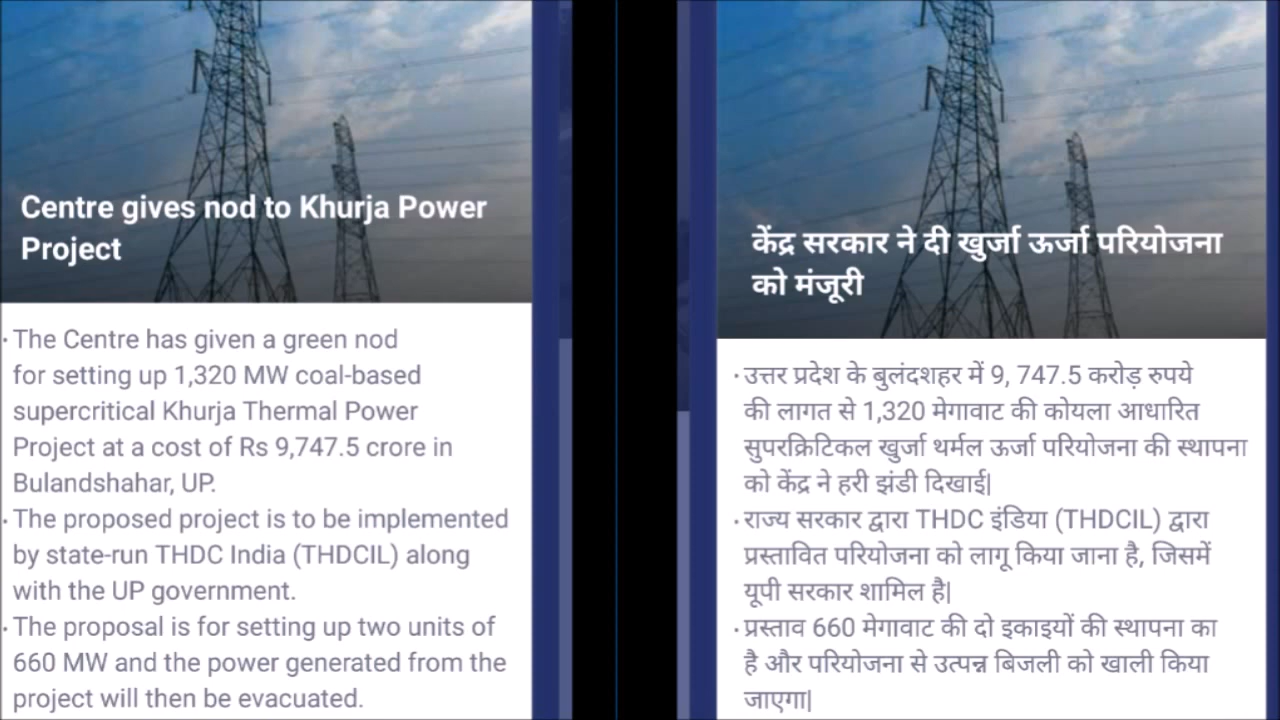 Centre gives nod to Khurja Power
Project
· The Centre has given a green nod
for setting up 1,320 MW coal-based
supercritical Khurja Thermal Power
Project at a cost of Rs 9,747.5 crore in
Bulandshahar, UP.
· The proposed project is to be implemented
by state-run THDC India (THDCIL) along
with the UP government.
· The proposal is for setting up two units of
660 MW and the power generated from the
project will then be evacuated.
केंद्र सरकार ने दी खुर्जा ऊर्जा परियोजना
को मंजूरी
· उत्तर प्रदेश के बुलंदशहर में 9, 747.5 करोड़ रुपये
की लागत से 1,320 मेगावाट की कोयला आधारित
सुपरक्रिटिकल खुर्जा थर्मल ऊर्जा परियोजना की स्थापना
को केंद्र ने हरी झंडी दिखाई|
· राज्य सरकार द्वारा THDC इंडिया (THDCIL) द्वारा
प्रस्तावित परियोजना को लागू किया जाना है, जिसमें
यूपी सरकार शामिल है|
· प्रस्ताव 660 मेगावाट की दो इकाइयों की स्थापना का
है और परियोजना से उत्पन्न बिजली को खाली किया
जाएगा|